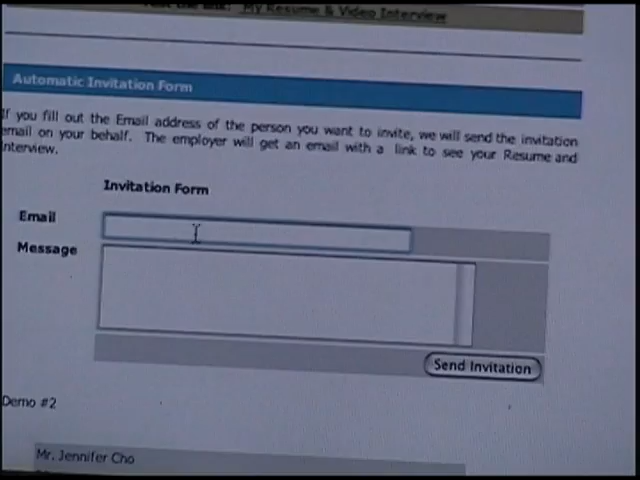 My Resume & Video Interview
Automatic Invitation Form
If you fill out the Email address of the person you want to invite, we will send the invitation
email on your behalf. The employer will get an email with a link to see your Resume and
Interview.
Invitation Form
Email
Message
Send Invitation
Demo #2
Mr. Jennifer Cho